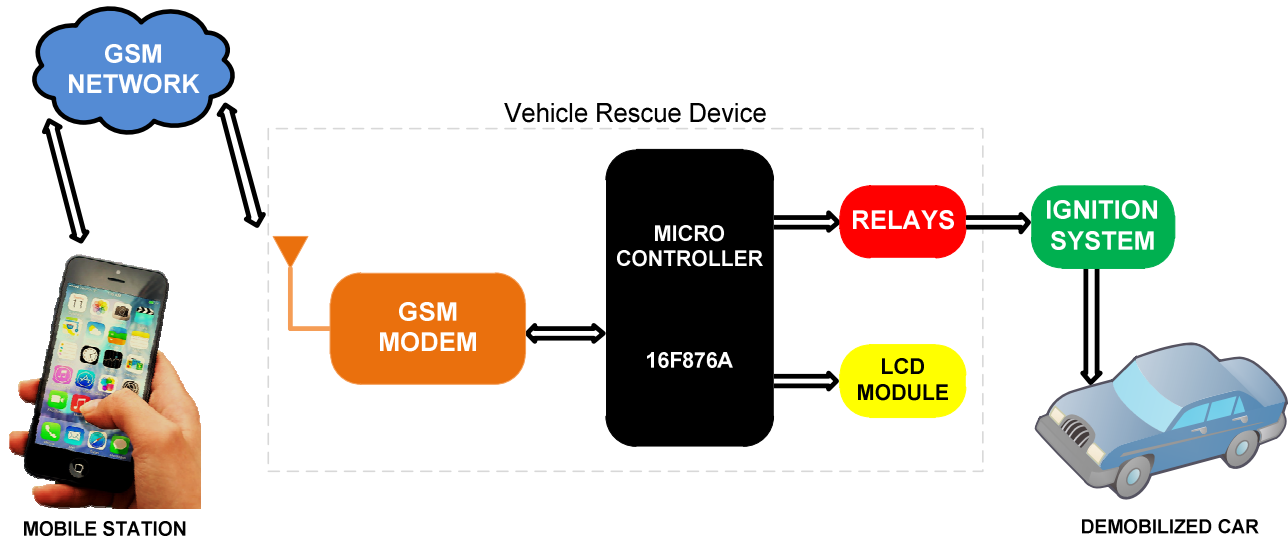 GSM
NETWORK
Vehicle Rescue Device
GSM
MODEM
MICRO
CONTROLLER
16F876A
RELAYS
LCD
MODULE
IGNITION
SYSTEM
MOBILE STATION
DEMOBILIZED CAR